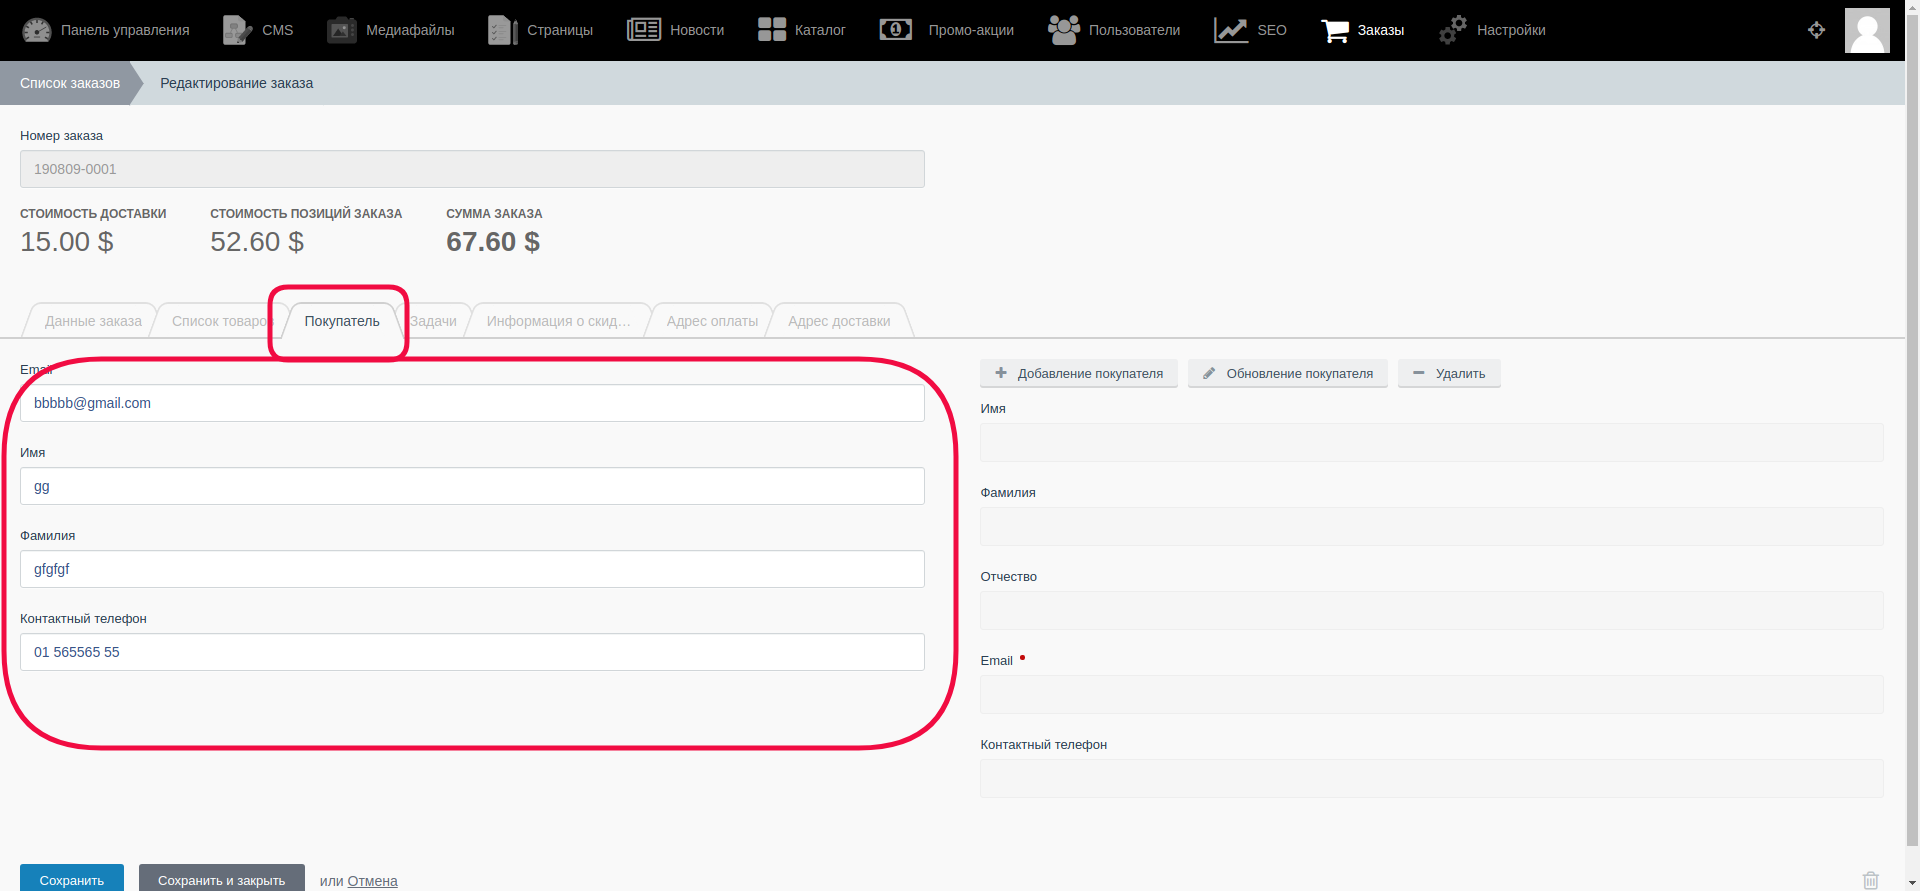 Панель управления CMS Медиафайлы Страницы Новости Каталог 1 Промо-акции Пользователи SEO Заказы Настройки
Список заказов Редактирование заказа
Номер заказа
190809-0001
СТОИМОСТЬ ДОСТАВКИ СТОИМОСТЬ ПОЗИЦИЙ ЗАКАЗА СУММА ЗАКАЗА
15.00 $ 52.60 $ 67.60 $
Данные заказа Список товаров Покупатель Задачи Информация о скид... Адрес оплаты Адрес доставки
Email
bbbbb@gmail.com
Имя
gg
Фамилия
gfgfgf
Контактный телефон
01 565565 55
Добавление покупателя Обновление покупателя Удалить
Имя
Фамилия
Отчество
Email
Контактный телефон
Сохранить Сохранить и закрыть или Отмена